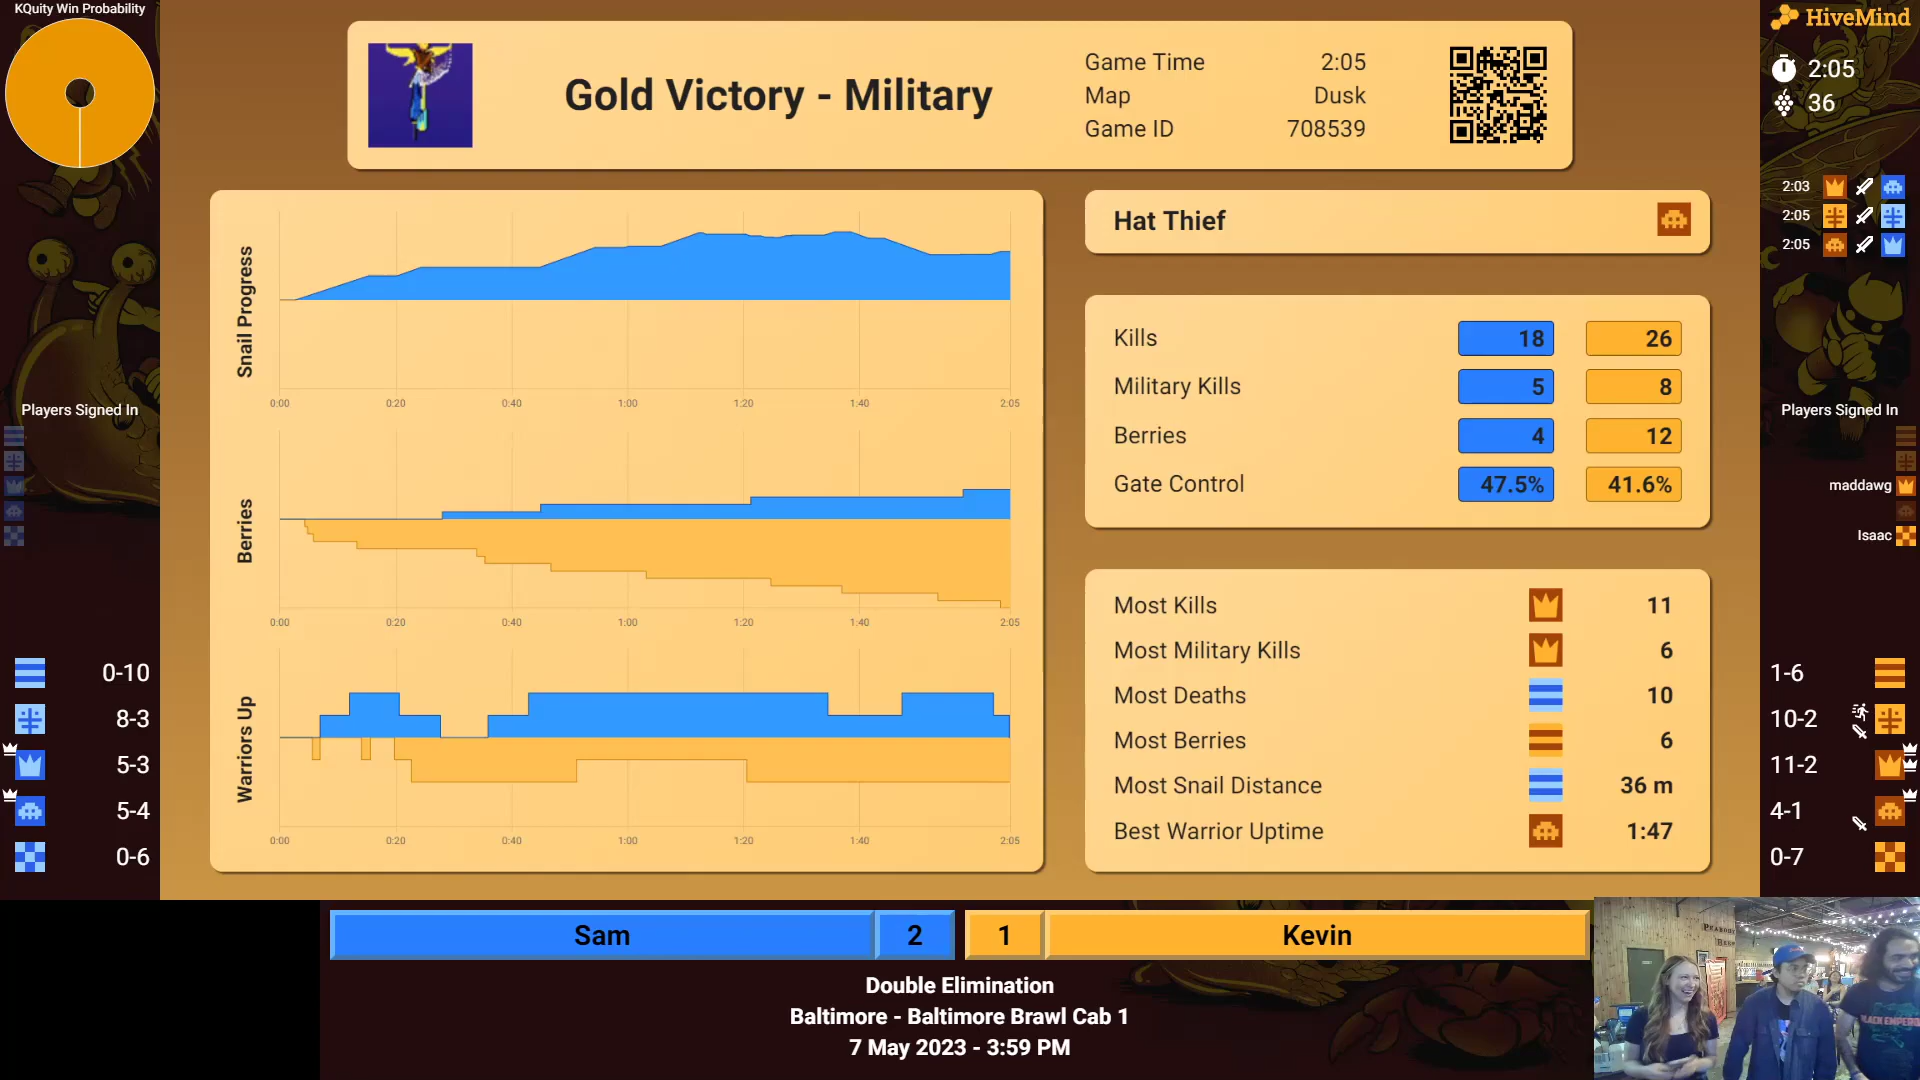 KQuity Win Probability
HiveMind
2:05
36
Gold Victory - Military
Game Time 2:05
Map Dusk
Game ID 708539
2:03
2:05
2:05
Snail Progress
0:00 0:20 0:40 1:00 1:20 1:40 2:05
Berries
0:00 0:20 0:40 1:00 1:20 1:40 2:05
Warriors Up
0:00 0:20 0:40 1:00 1:20 1:40 2:05
Hat Thief
Kills 18 26
Military Kills 5 8
Berries 4 12
Gate Control 47.5% 41.6%
Most Kills 11
Most Military Kills 6
Most Deaths 10
Most Berries 6
Most Snail Distance 36 m
Best Warrior Uptime 1:47
Players Signed In
0-10
8-3
5-3
5-4
0-6
Players Signed In
maddawg
Isaac
1-6
10-2
11-2
4-1
0-7
Sam 2
1 Kevin
Double Elimination
Baltimore - Baltimore Brawl Cab 1
7 May 2023 - 3:59 PM